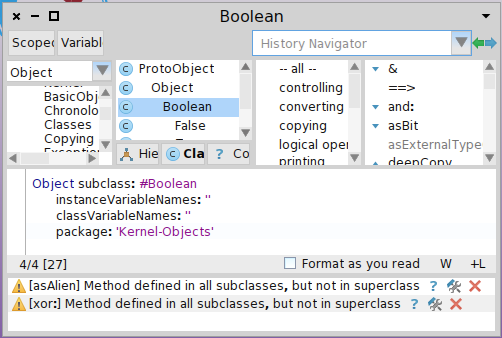 Boolean
Scoped
Variable
History Navigator
Object
BasicObj
Chronolo
Classes
Copying
ProtoObject
Object
Boolean
False
Hie
Cla
? Co
-- all --
controlling
converting
copying
logical oper
printing
&
==>
and:
asBit
asExternalType
deepCopy
Object subclass: #Boolean
instanceVariableNames: ''
classVariableNames: ''
package: 'Kernel-Objects'
4/4 [27]
Format as you read
W
+L
[asAlien] Method defined in all subclasses, but not in superclass ?
[xor:] Method defined in all subclasses, but not in superclass ?